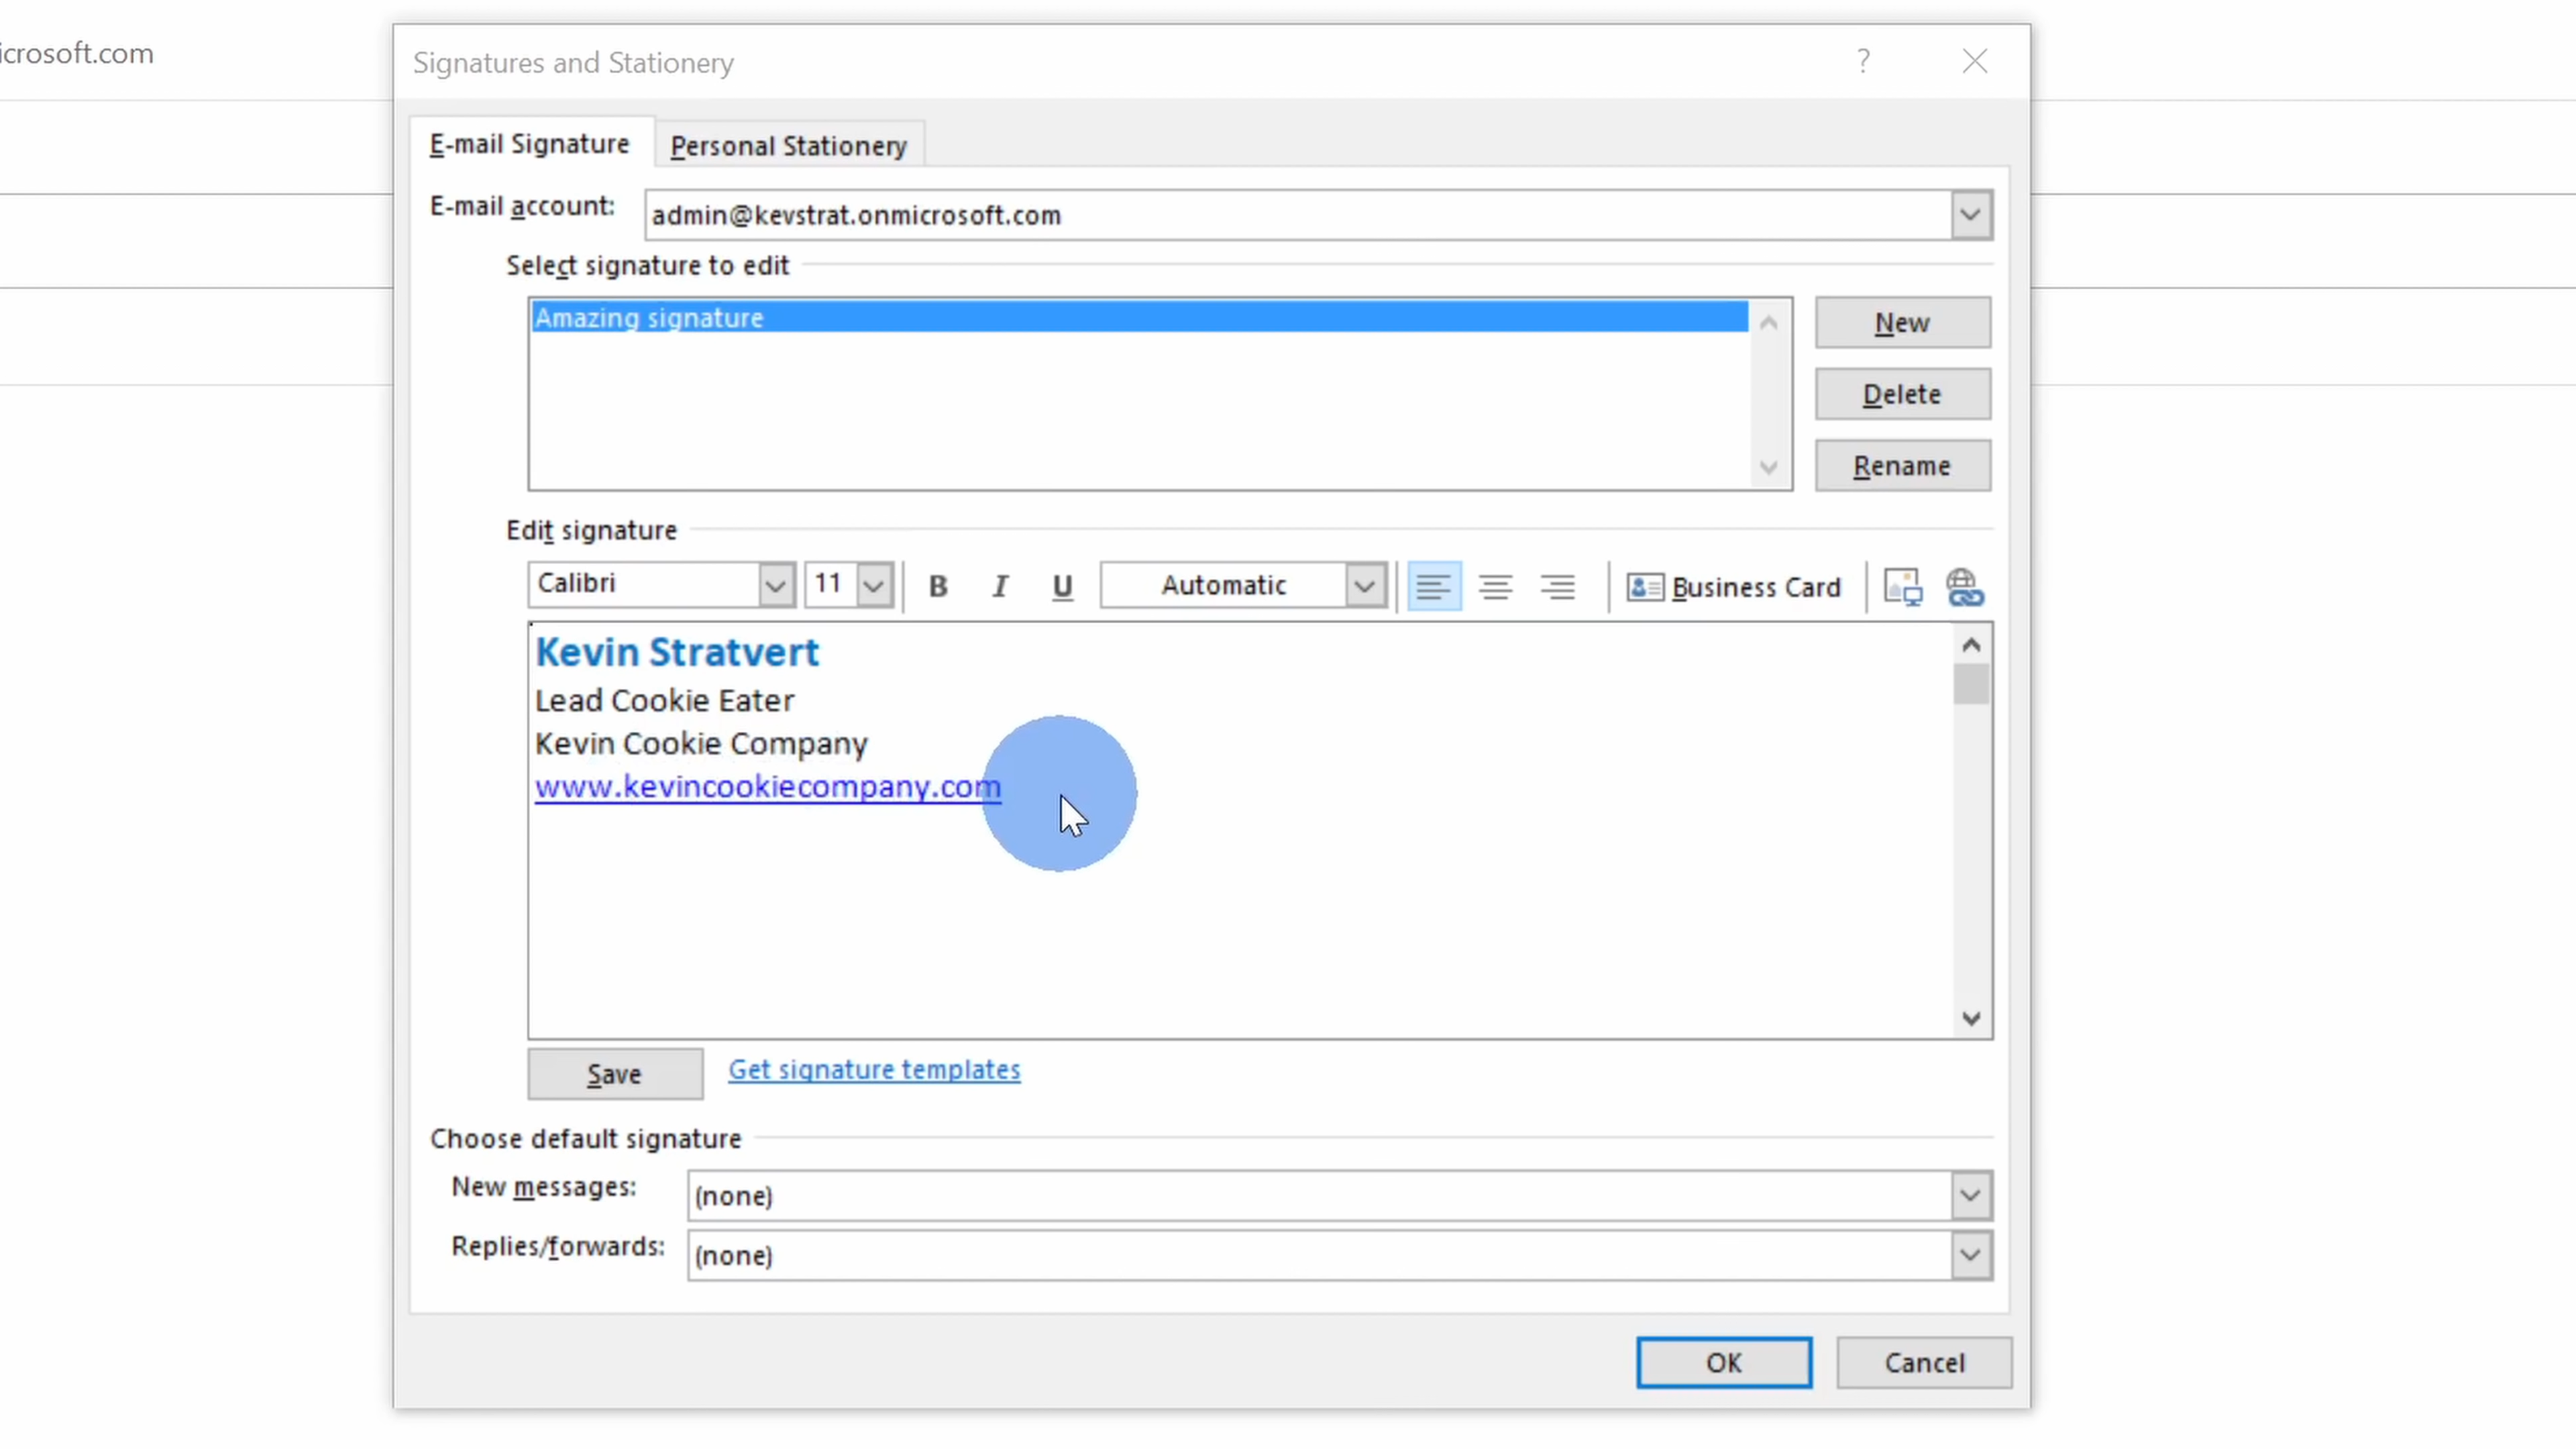 icrosoft.com
Signatures and Stationery
?
E-mail Signature
Personal Stationery
E-mail account:
admin@kevstrat.onmicrosoft.com
Select signature to edit
Amazing signature
New
Delete
Rename
Edit signature
Calibri
11
B
I
U
Automatic
Business Card
Kevin Stratvert
Lead Cookie Eater
Kevin Cookie Company
www.kevincookiecompany.com
Save
Get signature templates
Choose default signature
New messages:
(none)
Replies/forwards:
(none)
OK
Cancel